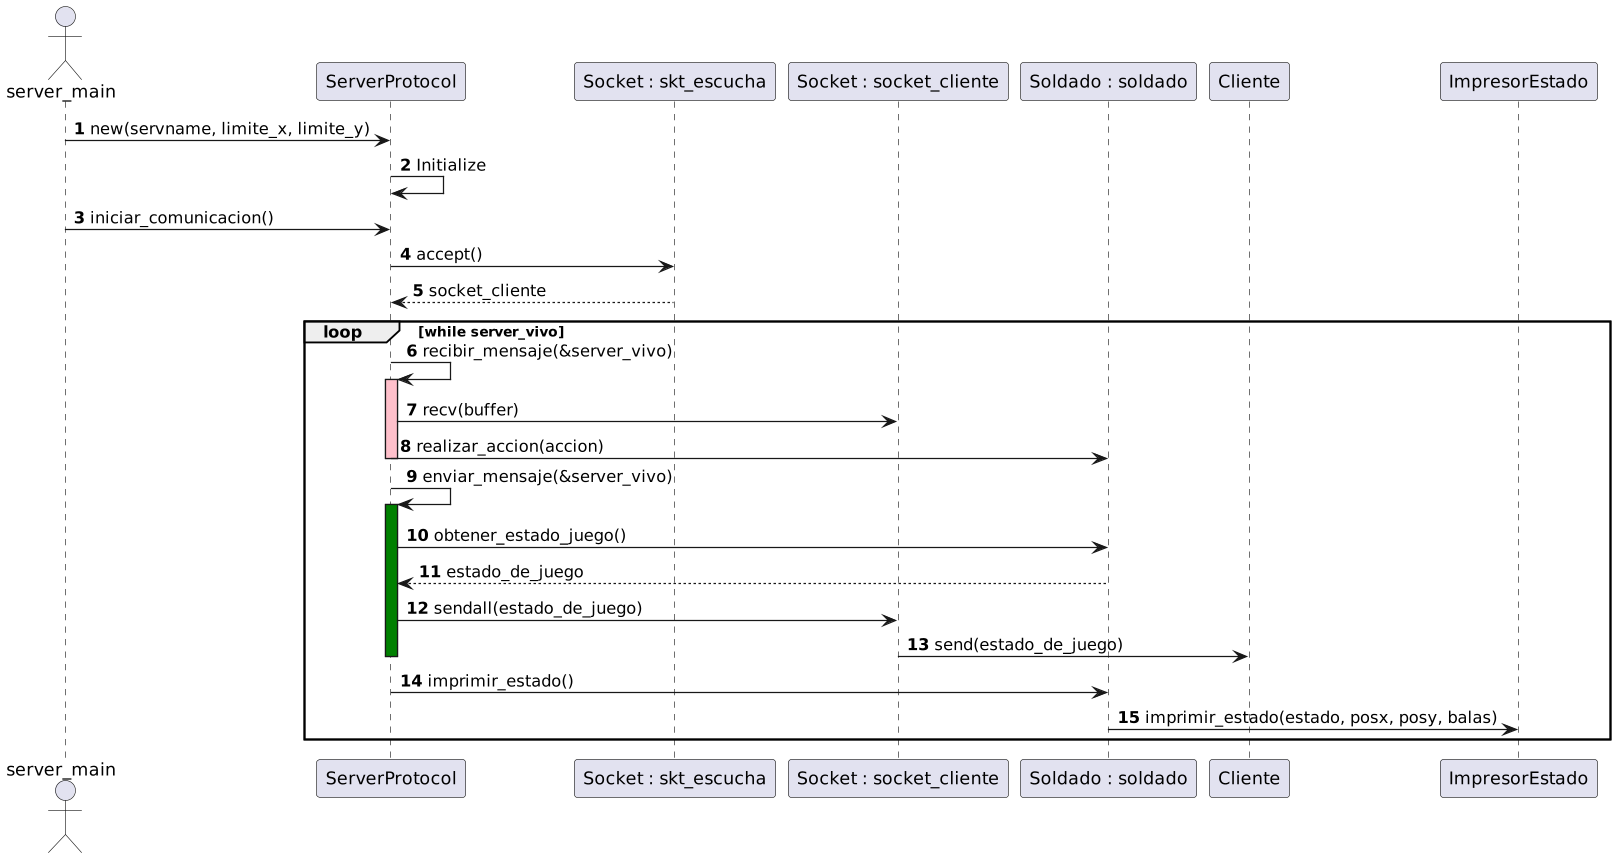 server_main
ServerProtocol
Socket : skt_escucha
Socket : socket_cliente
Soldado : soldado
Cliente
ImpresorEstado
1 new(servname, limite_x, limite_y)
2 Initialize
3 iniciar_comunicacion()
4 accept()
5 socket_cliente
loop [while server_vivo]
6 recibir_mensaje(&server_vivo)
7 recv(buffer)
8 realizar_accion(accion)
9 enviar_mensaje(&server_vivo)
10 obtener_estado_juego()
11 estado_de_juego
12 sendall(estado_de_juego)
13 send(estado_de_juego)
14 imprimir_estado()
15 imprimir_estado(estado, posx, posy, balas)
server_main
ServerProtocol
Socket : skt_escucha
Socket : socket_cliente
Soldado : soldado
Cliente
ImpresorEstado